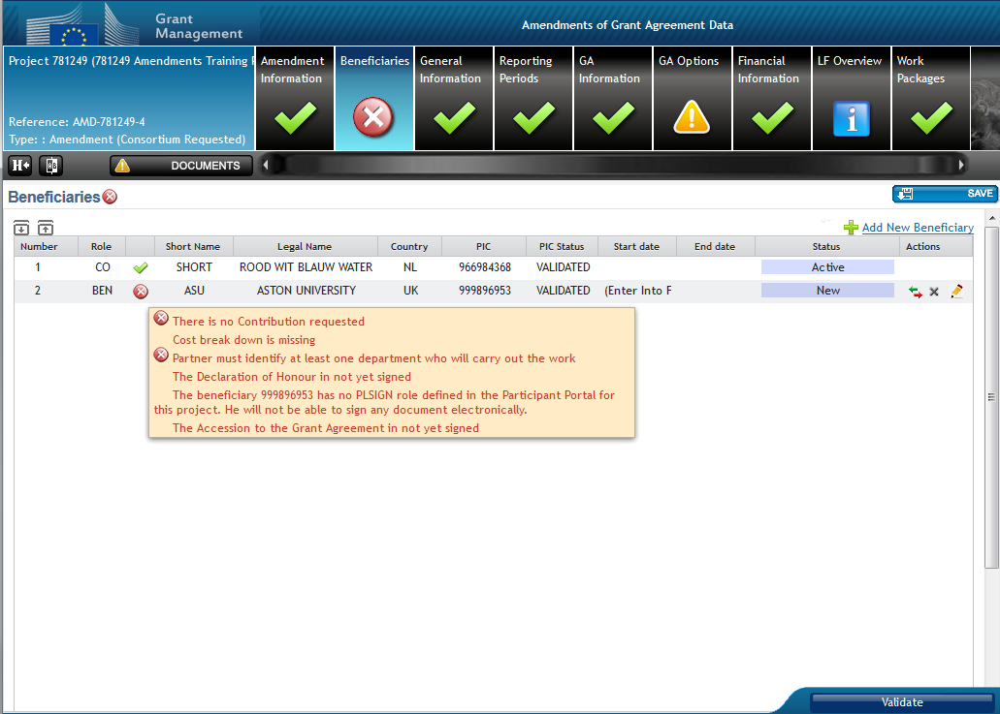 Grant
Management
Amendments of Grant Agreement Data
Project 781249 (781249 Amendments Training
Reference: AMD-781249-4
Type: : Amendment (Consortium Requested)
Amendment
Information
Beneficiaries
General
Information
Reporting
Periods
GA
Information
GA Options
Financial
Information
LF Overview
Work
Packages
DOCUMENTS
Beneficiaries
SAVE
Add New Beneficiary
Number Role Short Name Legal Name Country PIC PIC Status Start date End date Status Actions
1 CO SHORT ROOD WIT BLAUW WATER NL 966984368 VALIDATED Active
2 BEN ASU ASTON UNIVERSITY UK 999896953 VALIDATED (Enter Into F New
There is no Contribution requested
Cost break down is missing
Partner must identify at least one department who will carry out the work
The Declaration of Honour in not yet signed
The beneficiary 999896953 has no PLSIGN role defined in the Participant Portal for
this project. He will not be able to sign any document electronically.
The Accession to the Grant Agreement in not yet signed
Validate